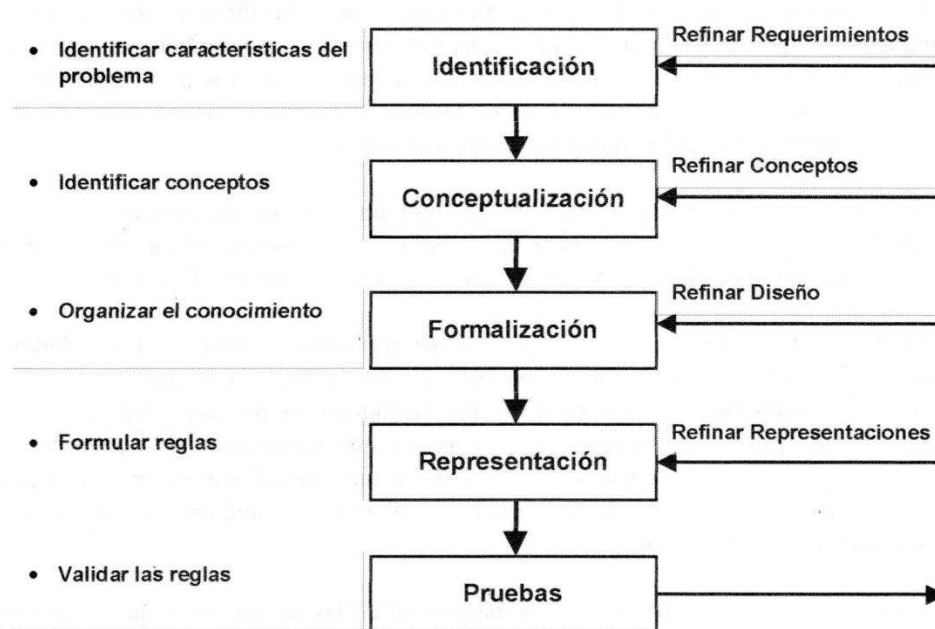 • Identificar características del
problema
Identificación
Refinar Requerimientos
• Identificar conceptos
Conceptualización
Refinar Conceptos
• Organizar el conocimiento
Formalización
Refinar Diseño
• Formular reglas
Representación
Refinar Representaciones
• Validar las reglas
Pruebas